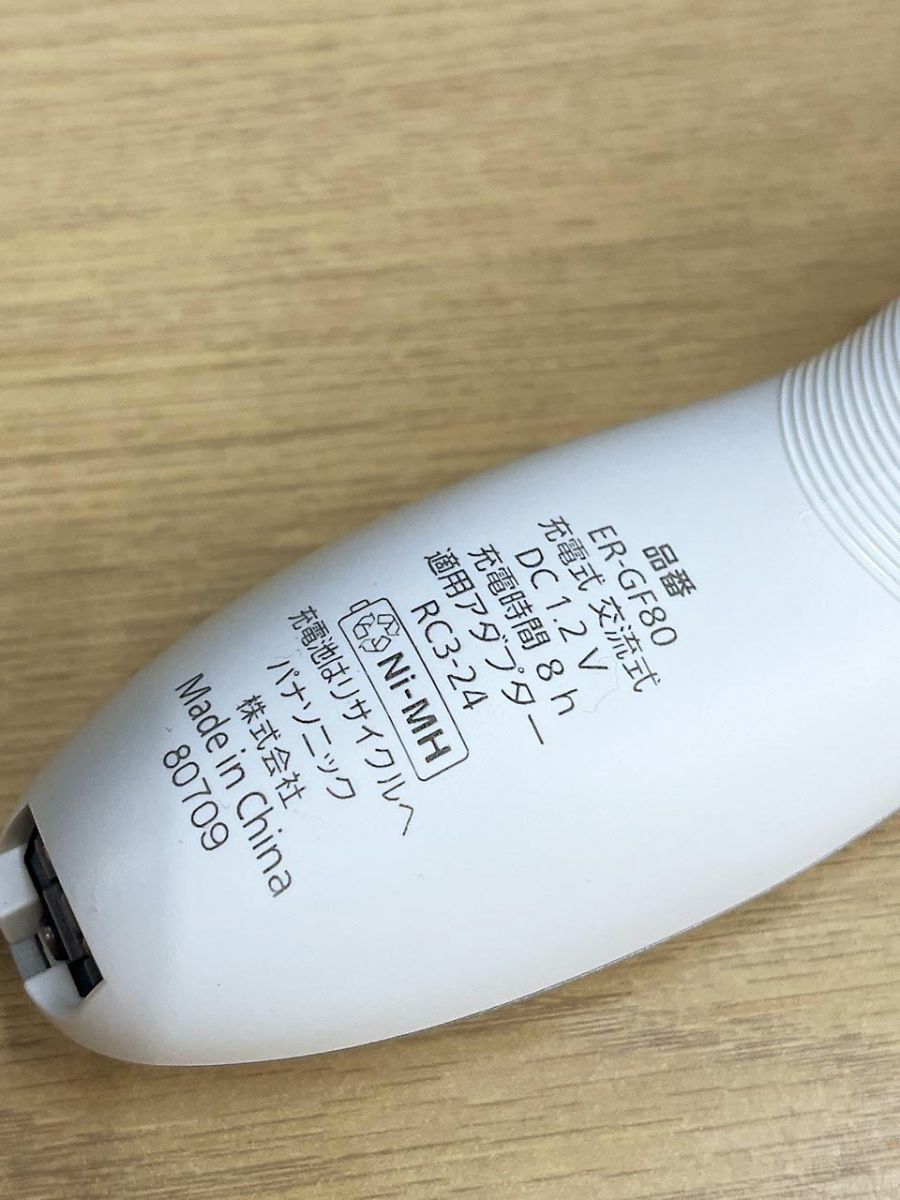 品番
ER-GF80
充電式 交流式
DC 1.2 V
充電時間 8 h
適用アダプター
RC3-24
Ni-MH
充電池はリサイクルへ
パナソニック
株式会社
Made in China
80709